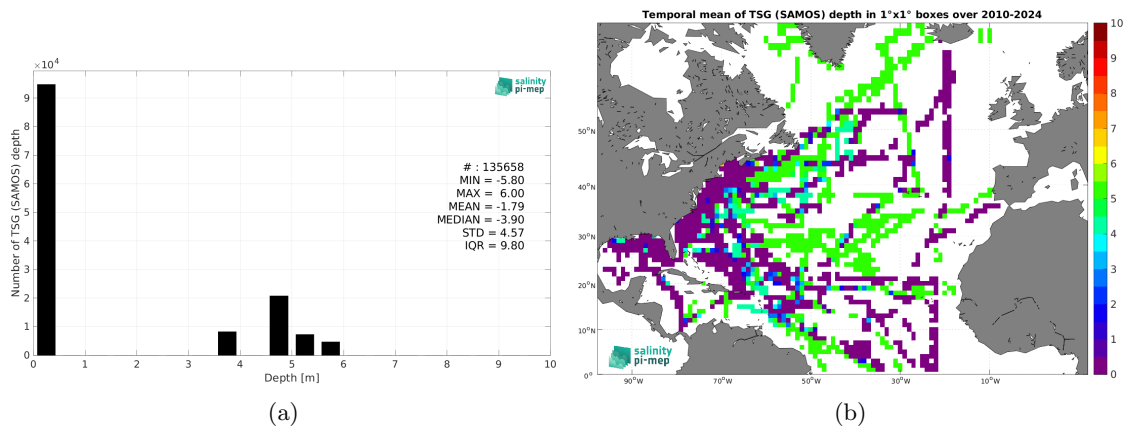 ×10⁴
10
9
8
7
6
5
4
3
2
1
0
Number of TSG (SAMOS) depth
salinity
pi-mep
# : 135658
MIN = -5.80
MAX = 6.00
MEAN = -1.79
MEDIAN = -3.90
STD = 4.57
IQR = 9.80
0 1 2 3 4 5 6 7 8 9 10
Depth [m]
(a)
Temporal mean of TSG (SAMOS) depth in 1°x1° boxes over 2010-2024
50°N
40°N
30°N
20°N
10°N
0°
90°W 70°W 50°W 30°W 10°W
salinity
pi-mep
10
9
8
7
6
5
4
3
2
1
0
(b)